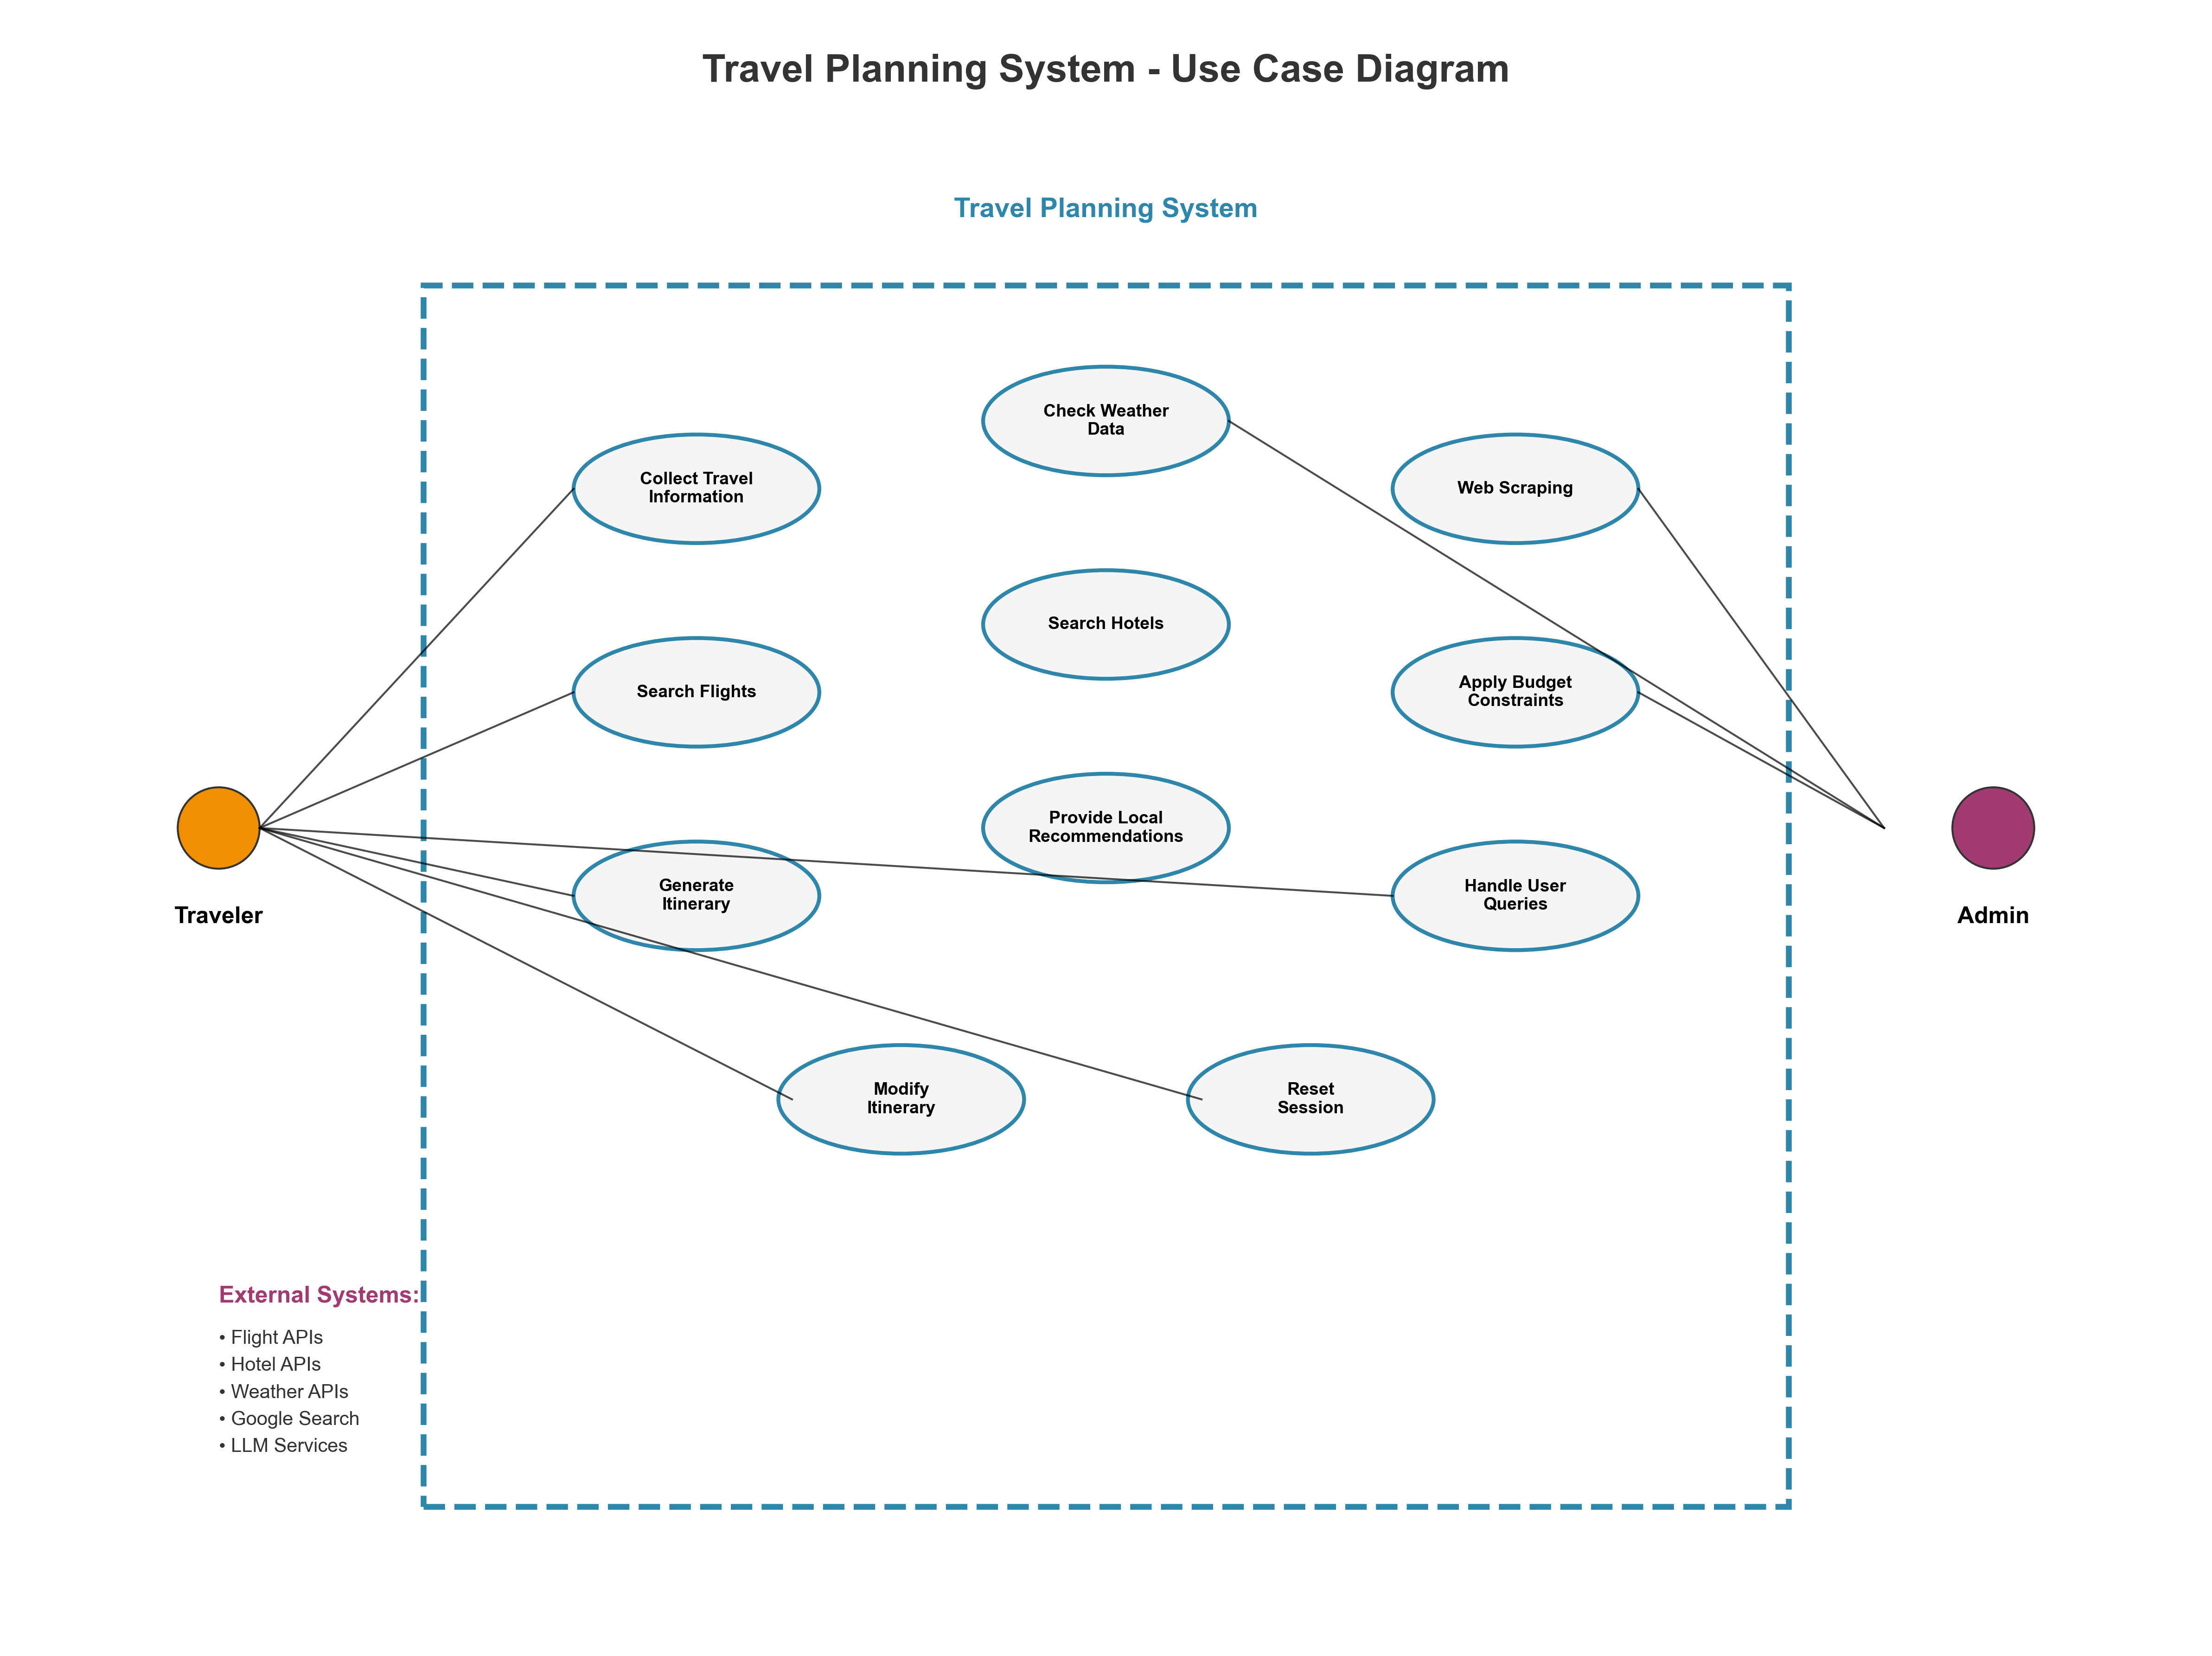 Travel Planning System - Use Case Diagram
Travel Planning System
Check Weather
Data
Collect Travel
Information
Web Scraping
Search Hotels
Search Flights
Apply Budget
Constraints
Provide Local
Recommendations
Generate
Itinerary
Handle User
Queries
Traveler
Admin
Modify
Itinerary
Reset
Session
External Systems:
• Flight APIs
• Hotel APIs
• Weather APIs
• Google Search
• LLM Services